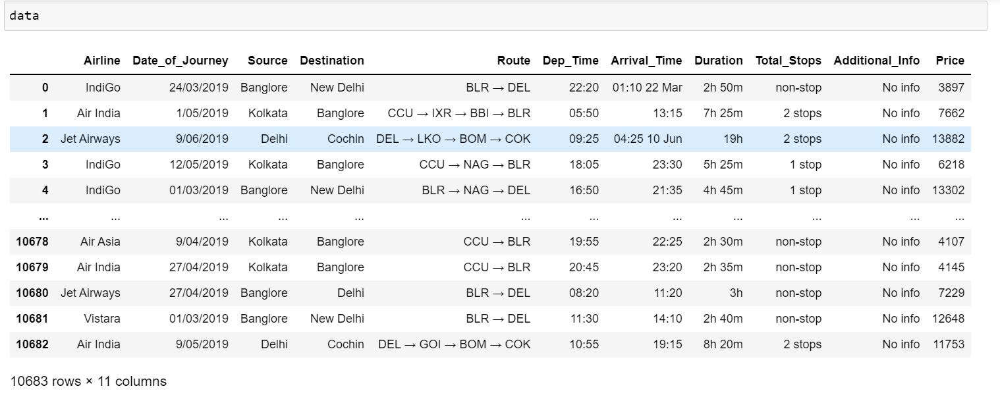 data
Airline Date_of_Journey Source Destination Route Dep_Time Arrival_Time Duration Total_Stops Additional_Info Price
0 IndiGo 24/03/2019 Banglore New Delhi BLR → DEL 22:20 01:10 22 Mar 2h 50m non-stop No info 3897
1 Air India 1/05/2019 Kolkata Banglore CCU → IXR → BBI → BLR 05:50 13:15 7h 25m 2 stops No info 7662
2 Jet Airways 9/06/2019 Delhi Cochin DEL → LKO → BOM → COK 09:25 04:25 10 Jun 19h 2 stops No info 13882
3 IndiGo 12/05/2019 Kolkata Banglore CCU → NAG → BLR 18:05 23:30 5h 25m 1 stop No info 6218
4 IndiGo 01/03/2019 Banglore New Delhi BLR → NAG → DEL 16:50 21:35 4h 45m 1 stop No info 13302
... ... ... ... ... ... ... ... ... ... ... ...
10678 Air Asia 9/04/2019 Kolkata Banglore CCU → BLR 19:55 22:25 2h 30m non-stop No info 4107
10679 Air India 27/04/2019 Kolkata Banglore CCU → BLR 20:45 23:20 2h 35m non-stop No info 4145
10680 Jet Airways 27/04/2019 Banglore Delhi BLR → DEL 08:20 11:20 3h non-stop No info 7229
10681 Vistara 01/03/2019 Banglore New Delhi BLR → DEL 11:30 14:10 2h 40m non-stop No info 12648
10682 Air India 9/05/2019 Delhi Cochin DEL → GOI → BOM → COK 10:55 19:15 8h 20m 2 stops No info 11753
10683 rows × 11 columns